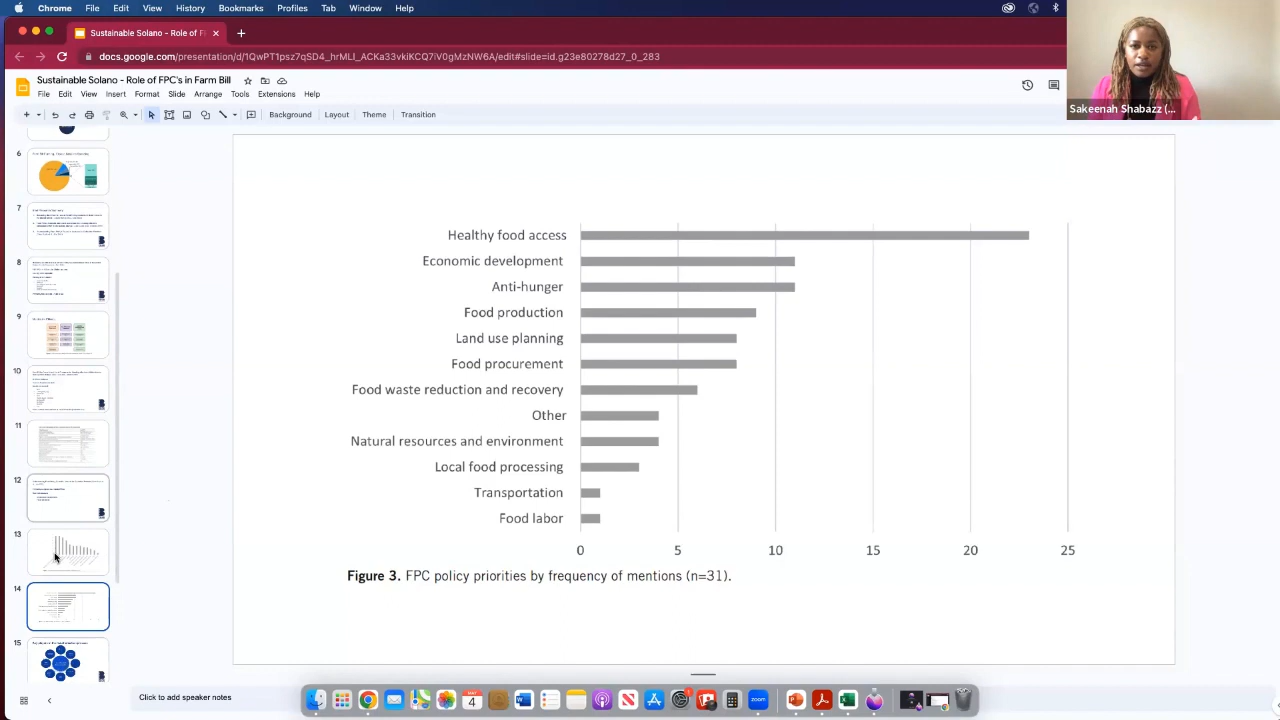 Chrome File Edit View History Bookmarks Profiles Tab Window Help
Sustainable Solano - Role of F
docs.google.com/presentation/d/1QwPT1psz7qSD4_hrMLI_ACKa33vkiKCQ7iV0gMzNW6A/edit#slide=id.g23e80278d27_0_283
Sustainable Solano - Role of FPC's in Farm Bill
File Edit View Insert Format Slide Arrange Tools Extensions Help
Background Layout Theme Transition
Sakeenah Shabazz (...
6
7
8
9
10
11
12
13
14
15
Healthy food access
Economic development
Anti-hunger
Food production
Land use planning
Food procurement
Food waste reduction and recovery
Other
Natural resources and environment
Local food processing
Transportation
Food labor
0 5 10 15 20 25
Figure 3. FPC policy priorities by frequency of mentions (n=31).
Click to add speaker notes
MAY
4
zoom
1